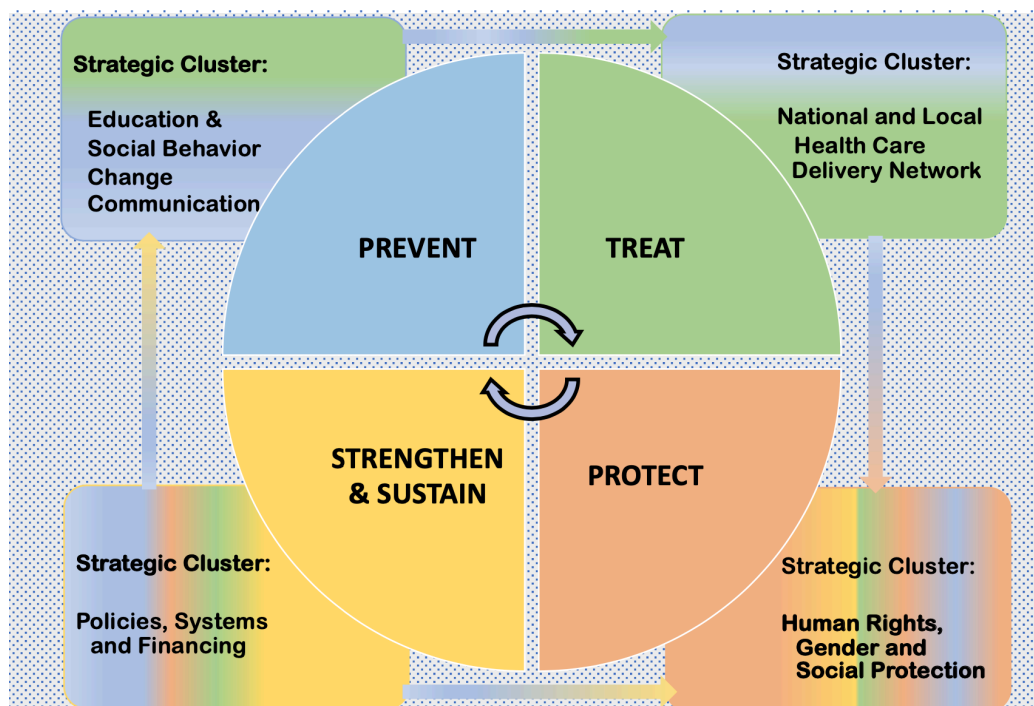 Strategic Cluster:
Education &
Social Behavior
Change
Communication
Strategic Cluster:
National and Local
Health Care
Delivery Network
PREVENT
TREAT
STRENGTHEN
& SUSTAIN
PROTECT
Strategic Cluster:
Policies, Systems
and Financing
Strategic Cluster:
Human Rights,
Gender and
Social Protection